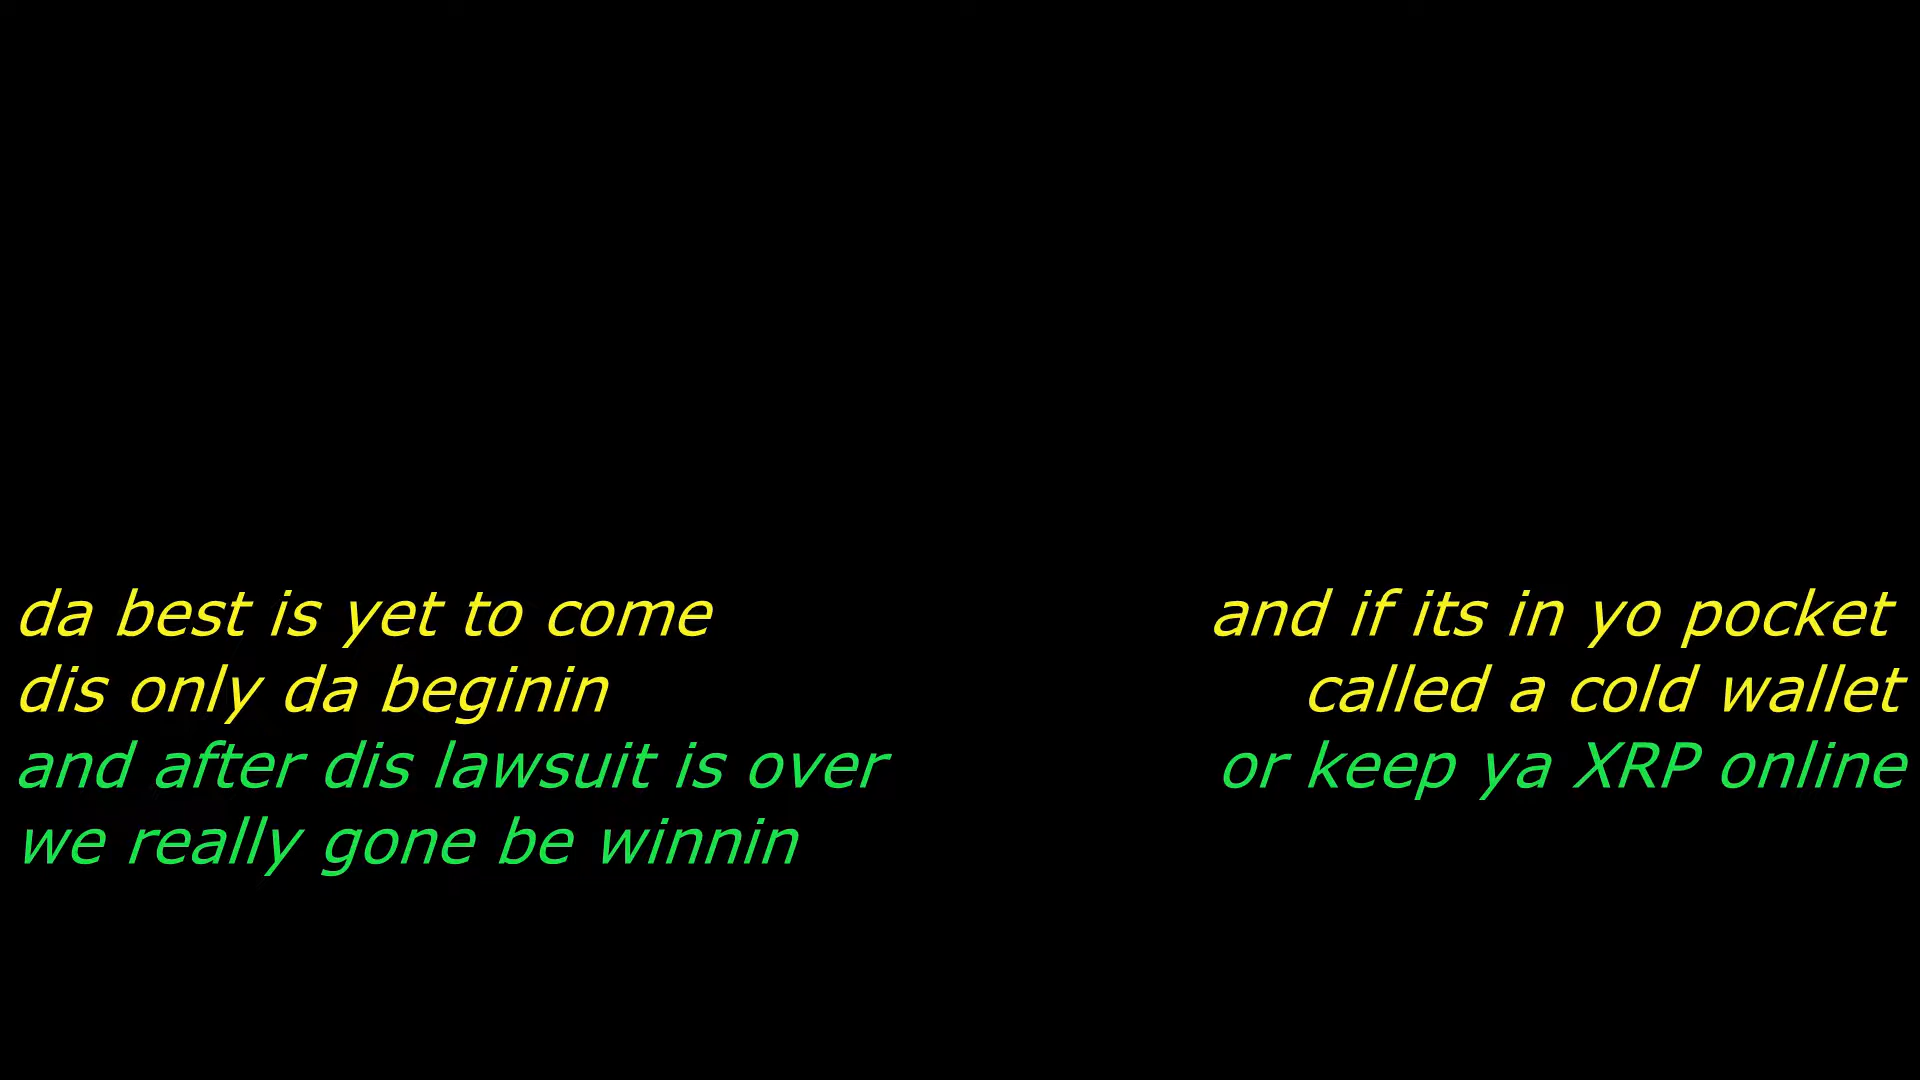 da best is yet to come
dis only da beginin
and after dis lawsuit is over
we really gone be winnin
and if its in yo pocket
called a cold wallet
or keep ya XRP online